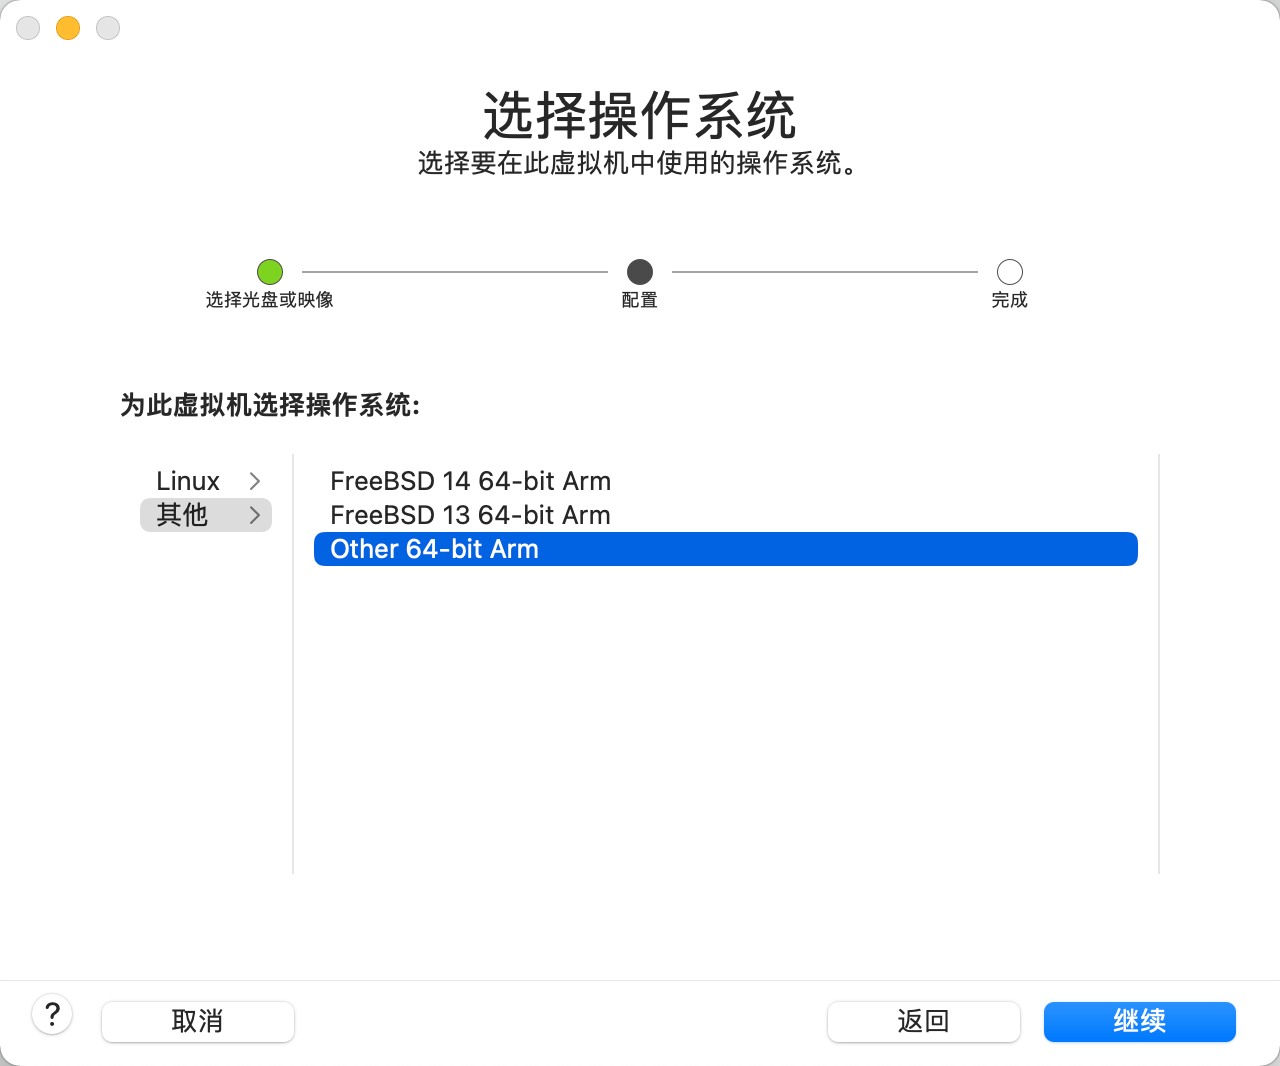 选择操作系统
选择要在此虚拟机中使用的操作系统。
选择光盘或映像
配置
完成
为此虚拟机选择操作系统:
Linux
其他
FreeBSD 14 64-bit Arm
FreeBSD 13 64-bit Arm
Other 64-bit Arm
?
取消
返回
继续